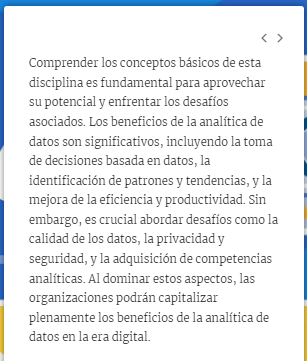 Comprender los conceptos básicos de esta
disciplina es fundamental para aprovechar
su potencial y enfrentar los desafíos
asociados. Los beneficios de la analítica de
datos son significativos, incluyendo la toma
de decisiones basada en datos, la
identificación de patrones y tendencias, y la
mejora de la eficiencia y productividad. Sin
embargo, es crucial abordar desafíos como la
calidad de los datos, la privacidad y
seguridad, y la adquisición de competencias
analíticas. Al dominar estos aspectos, las
organizaciones podrán capitalizar
plenamente los beneficios de la analítica de
datos en la era digital.